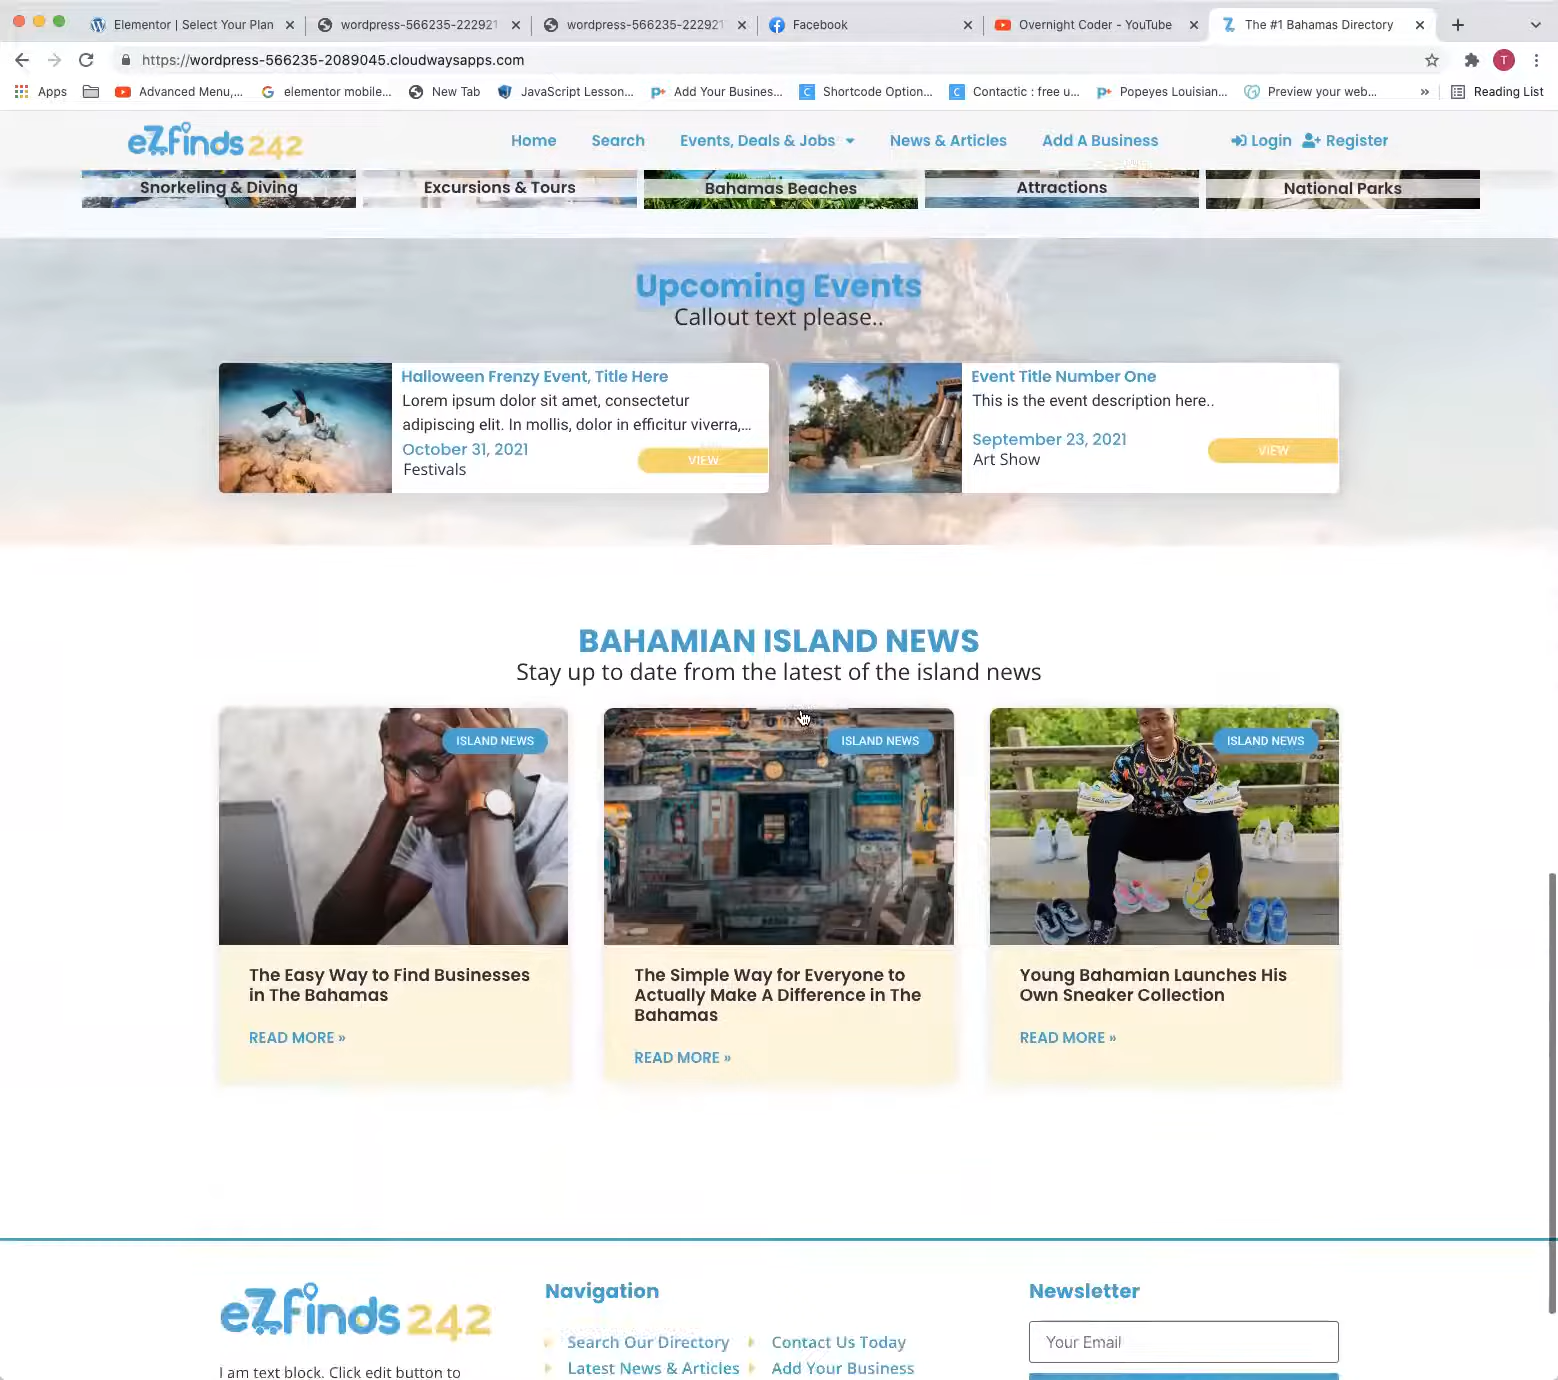 Elementor | Select Your Plan
wordpress-566235-222921
wordpress-566235-222921
Facebook
Overnight Coder - YouTube
The #1 Bahamas Directory
https://wordpress-566235-2089045.cloudwaysapps.com
T
Apps
Advanced Menu,...
elementor mobile...
New Tab
JavaScript Lesson...
Add Your Busines...
Shortcode Option...
Contactic : free u...
Popeyes Louisian...
Preview your web...
»
Reading List
eZfinds242
Home
Search
Events, Deals & Jobs
News & Articles
Add A Business
Login
Register
Snorkeling & Diving
Excursions & Tours
Bahamas Beaches
Attractions
National Parks
Upcoming Events
Callout text please..
Halloween Frenzy Event, Title Here
Lorem ipsum dolor sit amet, consectetur
adipiscing elit. In mollis, dolor in efficitur viverra,...
October 31, 2021
Festivals
VIEW
Event Title Number One
This is the event description here..
September 23, 2021
Art Show
VIEW
BAHAMIAN ISLAND NEWS
Stay up to date from the latest of the island news
ISLAND NEWS
The Easy Way to Find Businesses
in The Bahamas
READ MORE »
ISLAND NEWS
The Simple Way for Everyone to
Actually Make A Difference in The
Bahamas
READ MORE »
ISLAND NEWS
Young Bahamian Launches His
Own Sneaker Collection
READ MORE »
eZfinds242
I am text block. Click edit button to
Navigation
Search Our Directory
Latest News & Articles
Contact Us Today
Add Your Business
Newsletter
Your Email